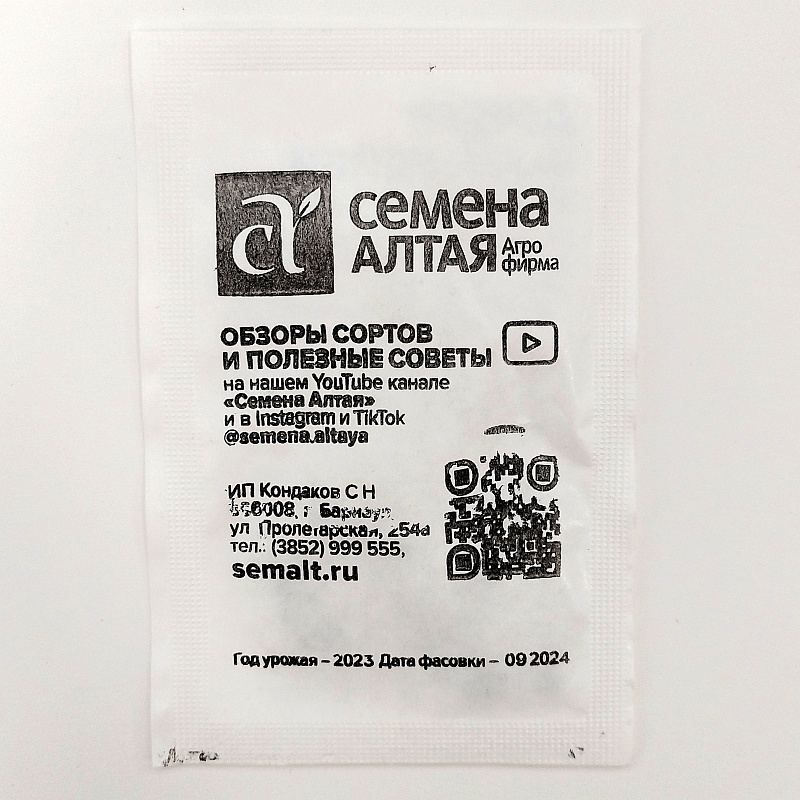 семена
АЛТАЯ
Агро
фирма
ОБЗОРЫ СОРТОВ
И ПОЛЕЗНЫЕ СОВЕТЫ
на нашем YouTube канале
«Семена Алтая»
и в Instagram и TikTok
@semena.altaya
ИП Кондаков С Н
г Барнаул
ул Пролетарская, 254а
тел.: (3852) 999 555,
semalt.ru
Год урожая – 2023 Дата фасовки – 09 2024